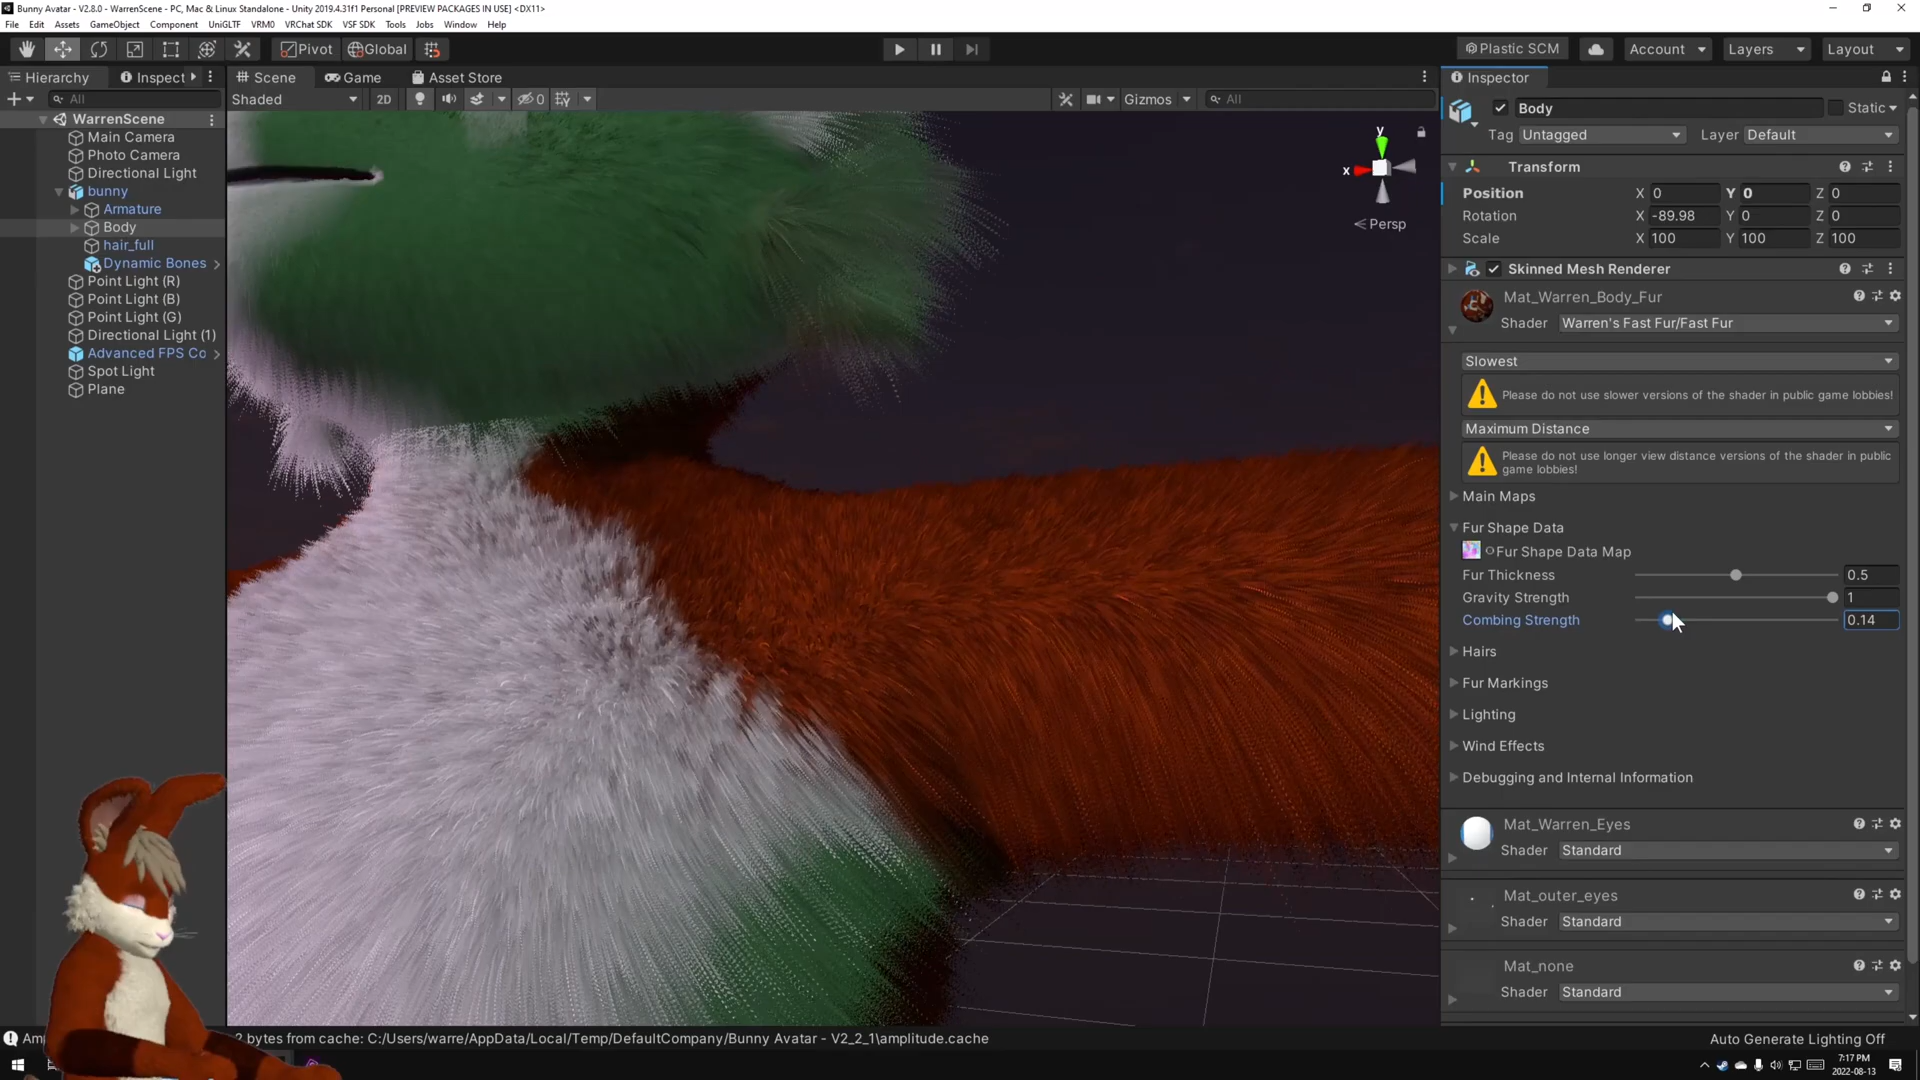 Bunny Avatar - V2.8.0 - WarrenScene - PC, Mac & Linux Standalone - Unity 2019.4.31f1 Personal [PREVIEW PACKAGES IN USE] <DX11>
File Edit Assets GameObject Component UniGLTF VRM0 VRChat SDK VSF SDK Tools Jobs Window Help
Pivot Global Plastic SCM Account Layers Layout
Hierarchy Inspect Scene Game Asset Store Inspector
All Shaded 2D 0 Gizmos All
WarrenScene
Main Camera
Photo Camera
Directional Light
bunny
Armature
Body
hair_full
Dynamic Bones
Point Light (R)
Point Light (B)
Point Light (G)
Directional Light (1)
Advanced FPS Co
Spot Light
Plane
y
x
Persp
Body Static
Tag Untagged Layer Default
Transform
Position X 0 Y 0 Z 0
Rotation X -89.98 Y 0 Z 0
Scale X 100 Y 100 Z 100
Skinned Mesh Renderer
Mat_Warren_Body_Fur
Shader Warren's Fast Fur/Fast Fur
Slowest
Please do not use slower versions of the shader in public game lobbies!
Maximum Distance
Please do not use longer view distance versions of the shader in public
game lobbies!
Main Maps
Fur Shape Data
Fur Shape Data Map
Fur Thickness 0.5
Gravity Strength 1
Combing Strength 0.14
Hairs
Fur Markings
Lighting
Wind Effects
Debugging and Internal Information
Mat_Warren_Eyes
Shader Standard
Mat_outer_eyes
Shader Standard
Mat_none
Shader Standard
bytes from cache: C:/Users/warre/AppData/Local/Temp/DefaultCompany/Bunny Avatar - V2_2_1\amplitude.cache
Auto Generate Lighting Off
7:17 PM
2022-08-13